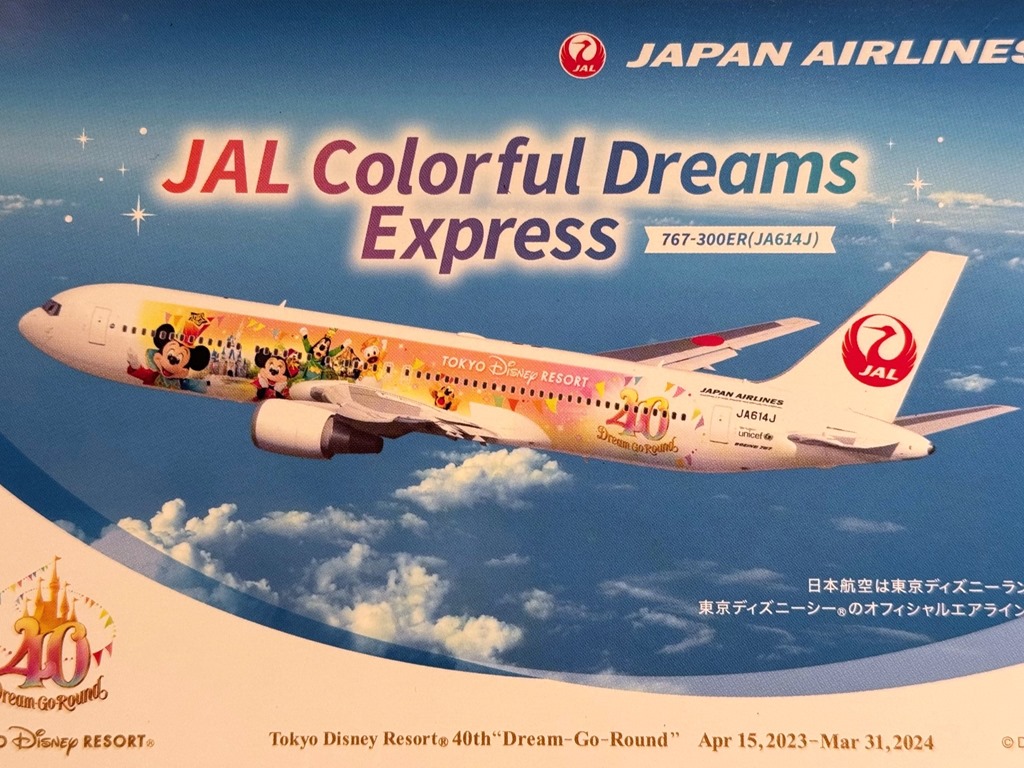 JAL JAPAN AIRLINES
JAL Colorful Dreams
Express
767-300ER(JA614J)
TOKYO Disney RESORT
40
Dream-Go-Round
JAPAN AIRLINES
JA614J
unicef
BOEING 767
JAL
日本航空は東京ディズニーラン
東京ディズニーシー®のオフィシャルエアライン
40
Dream-Go-Round
Disney RESORT®
Tokyo Disney Resort® 40th“Dream-Go-Round” Apr 15,2023-Mar 31,2024
©